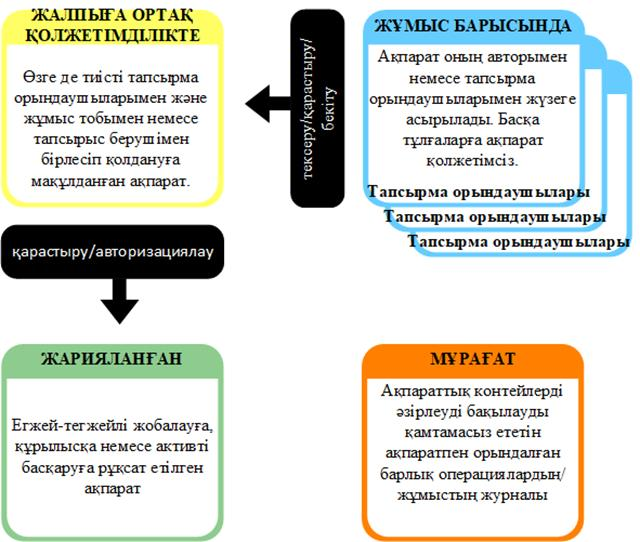 ЖАЛПЫҒА ОРТАҚ
ҚОЛЖЕТІМДІЛІКТЕ
Өзге де тиісті тапсырма
орындаушыларымен және
жұмыс тобымен немесе
тапсырыс берушімен
бірлесіп қолдануға
мақұлданған ақпарат.
тексеру/қарастыру/
бекіту
ЖҰМЫС БАРЫСЫНДА
Ақпарат оның авторымен
немесе тапсырма
орындаушыларымен жүзеге
асырылады. Басқа
тұлғаларға ақпарат
қолжетімсіз.
Тапсырма орындаушылары
Тапсырма орындаушылары
Тапсырма орындаушылары
қарастыру/авторизациялау
ЖАРИЯЛАНҒАН
Егжей-тегжейлі жобалауға,
құрылысқа немесе активті
басқаруға рұқсат етілген
ақпарат
МҰРАҒАТ
Ақпараттық контейлерді
әзірлеуді бақылауды
қамтамасыз ететін
ақпаратпен орындалған
барлық операциялардың/
жұмыстың журналы